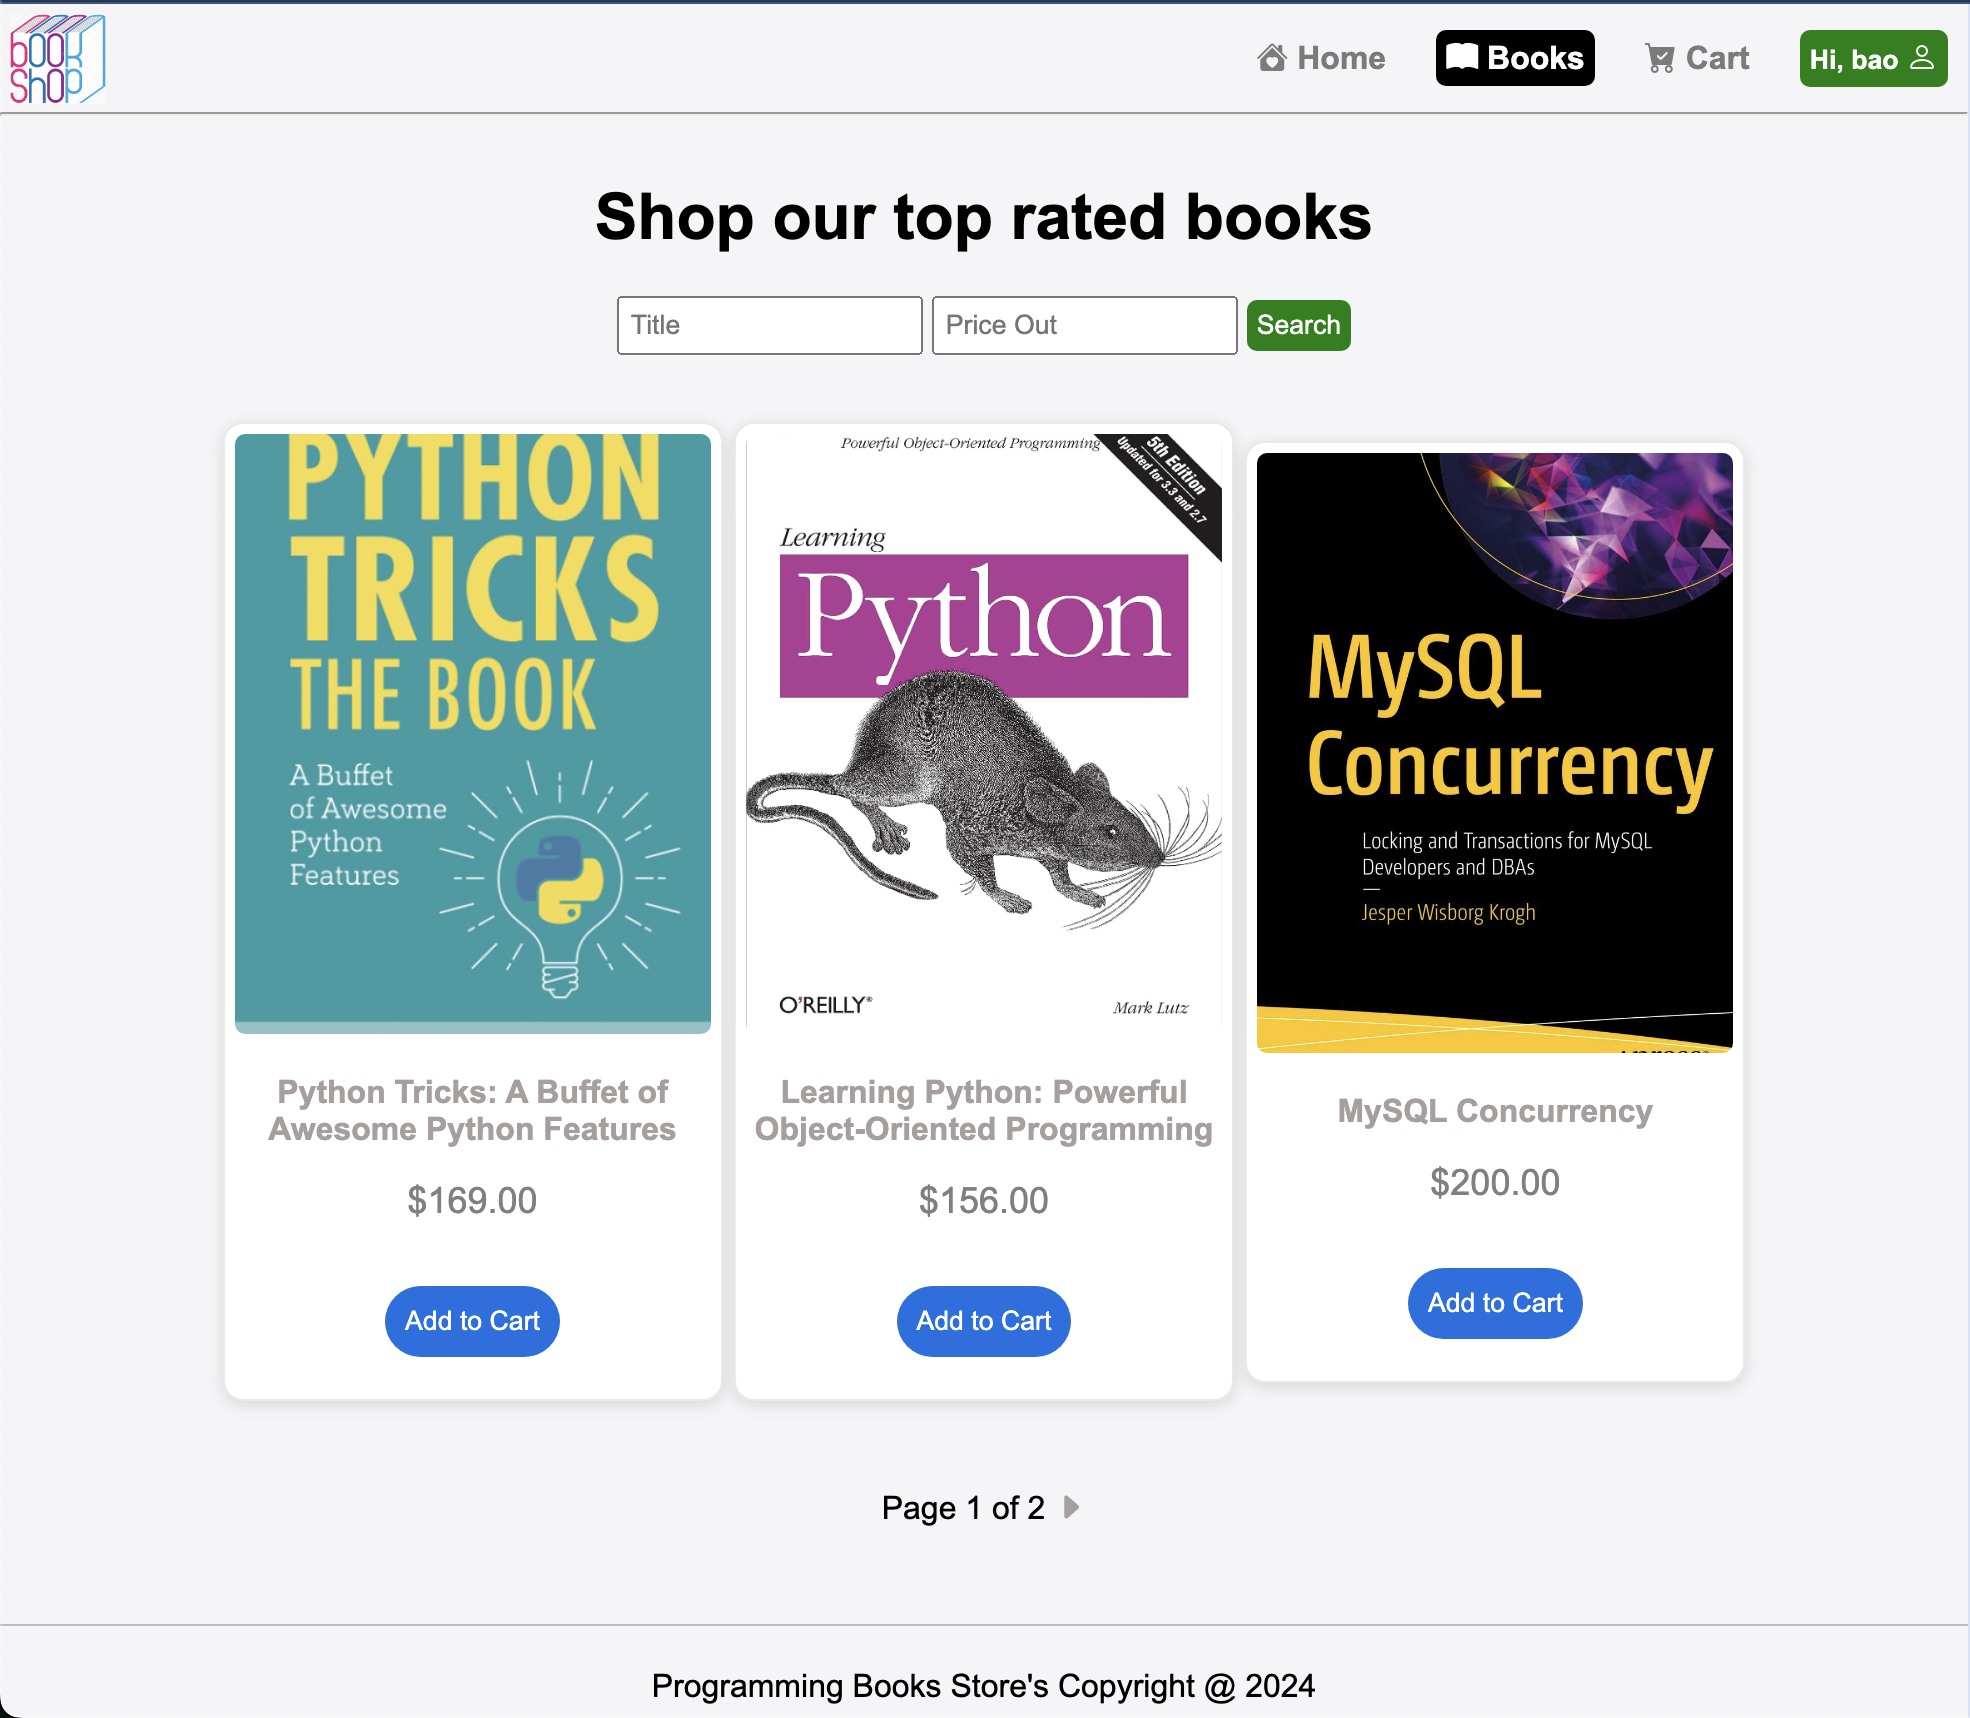 book
shop
Home
Books
Cart
Hi, bao
Shop our top rated books
Title
Price Out
Search
PYTHON
TRICKS
THE BOOK
A Buffet
of Awesome
Python
Features
Python Tricks: A Buffet of
Awesome Python Features
$169.00
Add to Cart
Powerful Object-Oriented Programming
5th Edition
Updated for 3.3 and 2.7
Learning
Python
O'REILLY®
Mark Lutz
Learning Python: Powerful
Object-Oriented Programming
$156.00
Add to Cart
MySQL
Concurrency
Locking and Transactions for MySQL
Developers and DBAs
—
Jesper Wisborg Krogh
MySQL Concurrency
$200.00
Add to Cart
Page 1 of 2
Programming Books Store's Copyright @ 2024